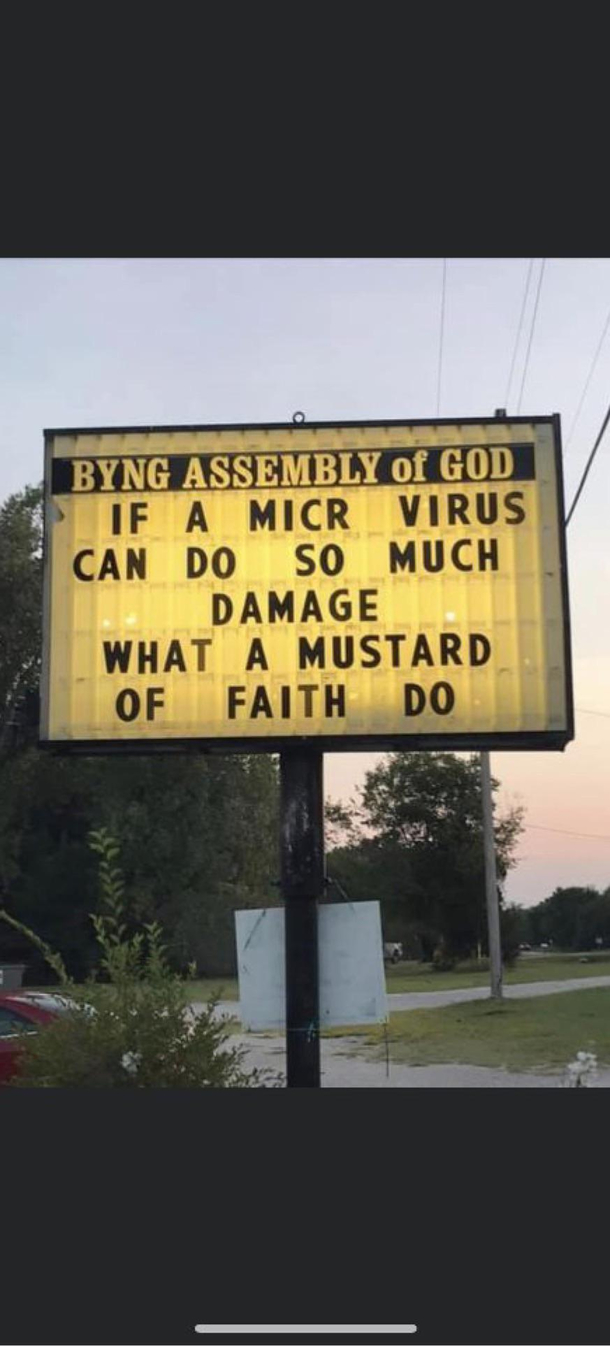 BYNG ASSEMBLY of GOD
IF A MICR VIRUS
CAN DO SO MUCH
DAMAGE
WHAT A MUSTARD
OF FAITH DO